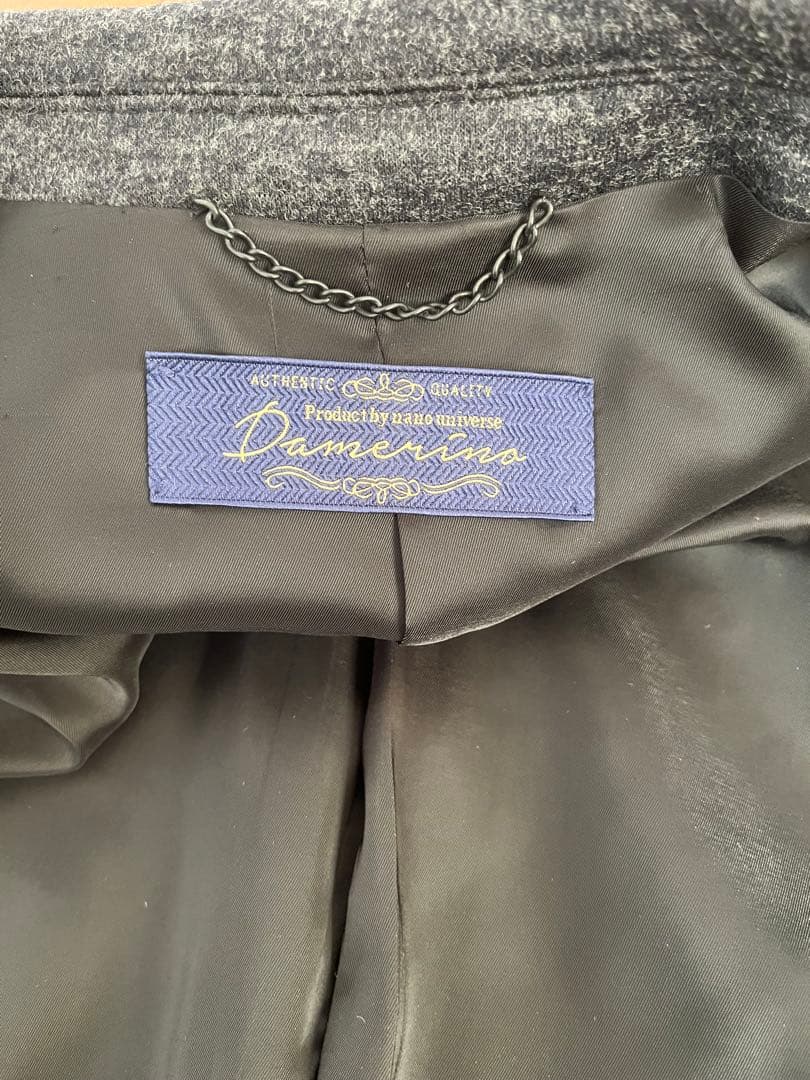 AUTHENTIC QUALITY
Product by nano universe
Damerino